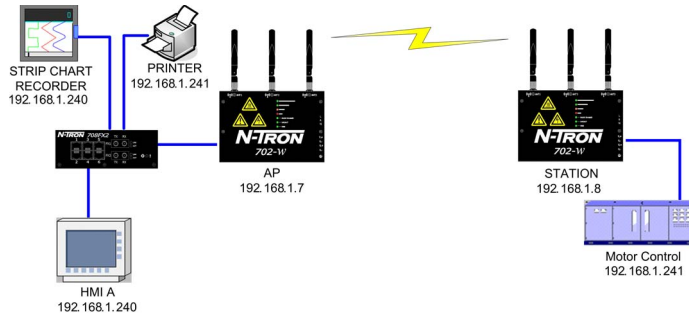 STRIP CHART
RECORDER
192.168.1.240
PRINTER
192.168.1.241
N-TRON 708FX2
N-TRON
702-W
AP
192.168.1.7
N-TRON
702-W
STATION
192.168.1.8
HMI A
192.168.1.240
Motor Control
192.168.1.241